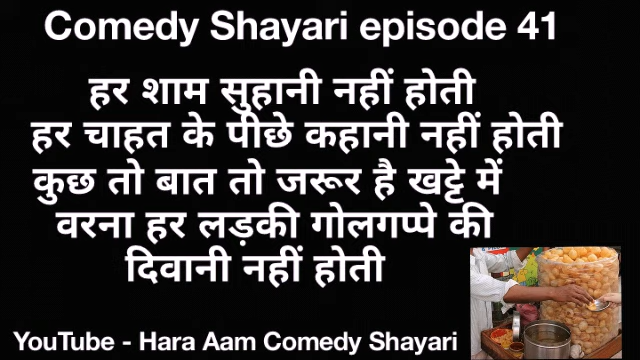 Comedy Shayari episode 41
हर शाम सुहानी नहीं होती
हर चाहत के पीछे कहानी नहीं होती
कुछ तो बात तो जरूर है खट्टे में
वरना हर लड़की गोलगप्पे की
दिवानी नहीं होती
YouTube - Hara Aam Comedy Shayari